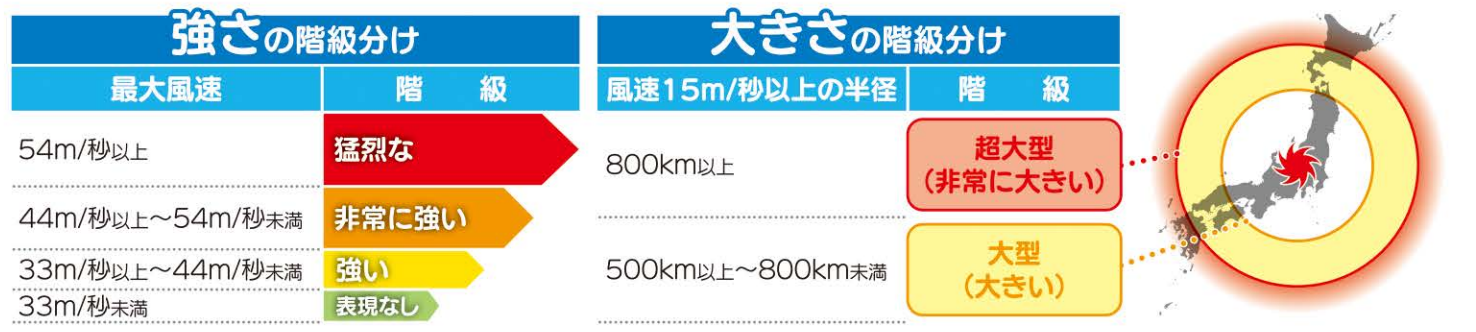 強さの階級分け
最大風速 階級
54m/秒以上 猛烈な
44m/秒以上～54m/秒未満 非常に強い
33m/秒以上～44m/秒未満 強い
33m/秒未満 表現なし
大きさの階級分け
風速15m/秒以上の半径 階級
800km以上 超大型
（非常に大きい）
500km以上～800km未満 大型
（大きい）